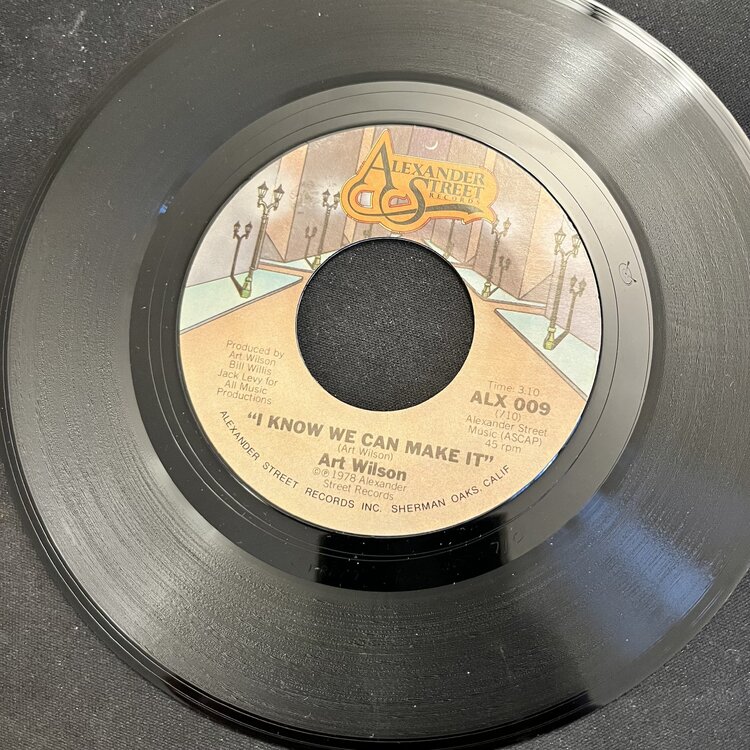 ALEXANDER
STREET
RECORDS
Produced by
Art Wilson
Bill Willis
Jack Levy for
All Music
Productions
Time: 3.10
ALX 009
(7/10)
Alexander Street
Music (ASCAP)
45 rpm
"I KNOW WE CAN MAKE IT"
(Art Wilson)
Art Wilson
©℗ 1978 Alexander
Street Records
ALEXANDER STREET RECORDS INC. SHERMAN OAKS, CALIF